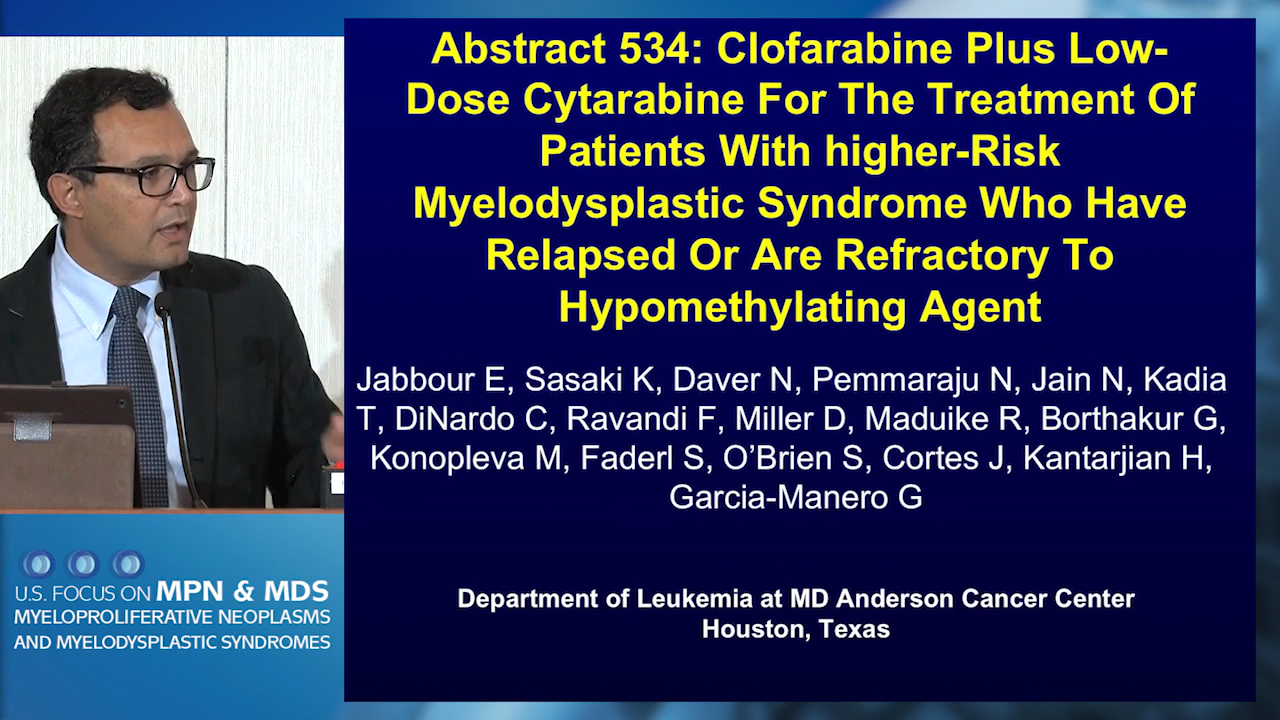 Abstract 534: Clofarabine Plus Low-
Dose Cytarabine For The Treatment Of
Patients With higher-Risk
Myelodysplastic Syndrome Who Have
Relapsed Or Are Refractory To
Hypomethylating Agent
Jabbour E, Sasaki K, Daver N, Pemmaraju N, Jain N, Kadia
T, DiNardo C, Ravandi F, Miller D, Maduike R, Borthakur G,
Konopleva M, Faderl S, O’Brien S, Cortes J, Kantarjian H,
Garcia-Manero G
Department of Leukemia at MD Anderson Cancer Center
Houston, Texas
U.S. FOCUS ON MPN & MDS
MYELOPROLIFERATIVE NEOPLASMS
AND MYELODYSPLASTIC SYNDROMES